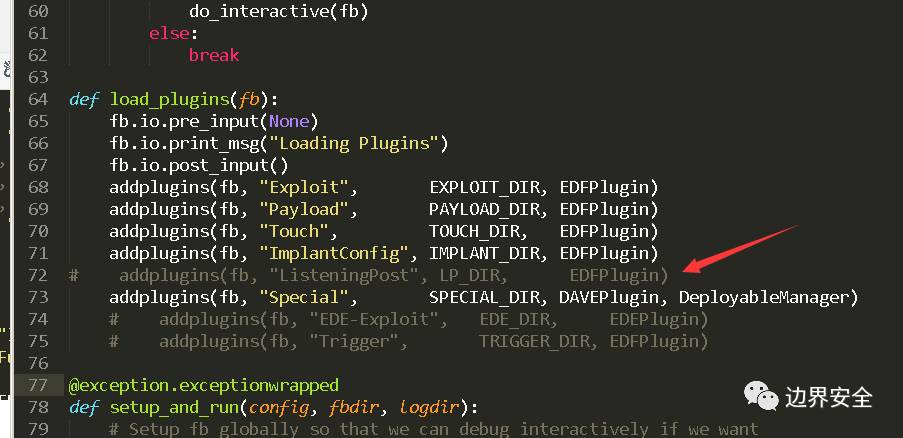 60 do_interactive(fb)
61 else:
62 break
63
64 def load_plugins(fb):
65 fb.io.pre_input(None)
66 fb.io.print_msg("Loading Plugins")
67 fb.io.post_input()
68 addplugins(fb, "Exploit", EXPLOIT_DIR, EDFPlugin)
69 addplugins(fb, "Payload", PAYLOAD_DIR, EDFPlugin)
70 addplugins(fb, "Touch", TOUCH_DIR, EDFPlugin)
71 addplugins(fb, "ImplantConfig", IMPLANT_DIR, EDFPlugin)
72 # addplugins(fb, "ListeningPost", LP_DIR, EDFPlugin)
73 addplugins(fb, "Special", SPECIAL_DIR, DAVEPlugin, DeployableManager)
74 # addplugins(fb, "EDE-Exploit", EDE_DIR, EDEPlugin)
75 # addplugins(fb, "Trigger", TRIGGER_DIR, EDFPlugin)
76
77 @exception.exceptionwrapped
78 def setup_and_run(config, fbdir, logdir):
79 # Setup fb globally so that we can debug interactively if we want
边界安全